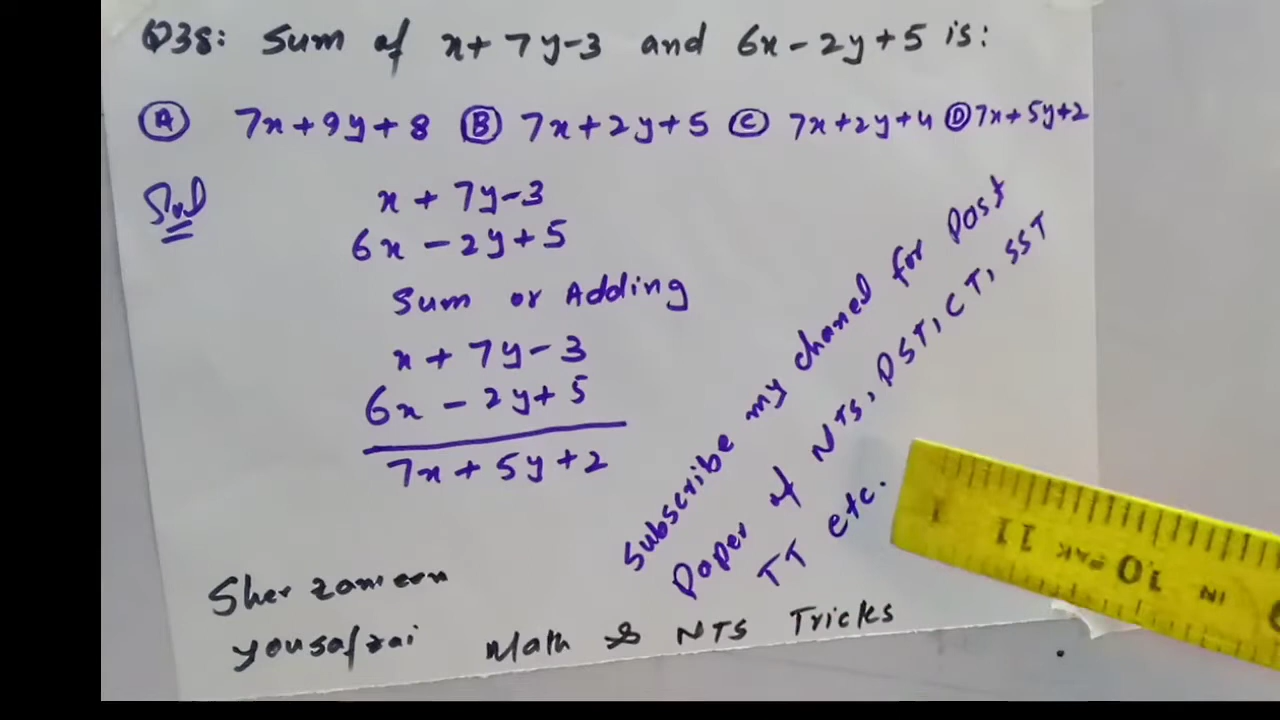 Q38: Sum of x+7y-3 and 6x-2y+5 is:
Ⓐ 7x+9y+8 Ⓑ 7x+2y+5 Ⓒ 7x+2y+4 Ⓓ 7x+5y+2
Sol
x+7y-3
6x-2y+5
Sum or Adding
x+7y-3
6x-2y+5
7x+5y+2
Subscribe my chanel for past
paper of NTS, PST, CT, SST
TT etc.
Sher
yousafzai Math & NTS Tricks
11 PAK 10 IN